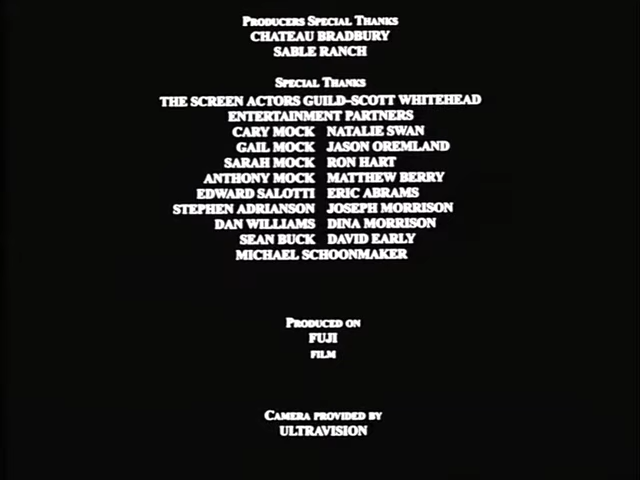 PRODUCERS SPECIAL THANKS
CHATEAU BRADBURY
SABLE RANCH
SPECIAL THANKS
THE SCREEN ACTORS GUILD-SCOTT WHITEHEAD
ENTERTAINMENT PARTNERS
CARY MOCK NATALIE SWAN
GAIL MOCK JASON OREMLAND
SARAH MOCK RON HART
ANTHONY MOCK MATTHEW BERRY
EDWARD SALOTTI ERIC ABRAMS
STEPHEN ADRIANSON JOSEPH MORRISON
DAN WILLIAMS DINA MORRISON
SEAN BUCK DAVID EARLY
MICHAEL SCHOONMAKER
PRODUCED ON
FUJI
FILM
CAMERA PROVIDED BY
ULTRAVISION